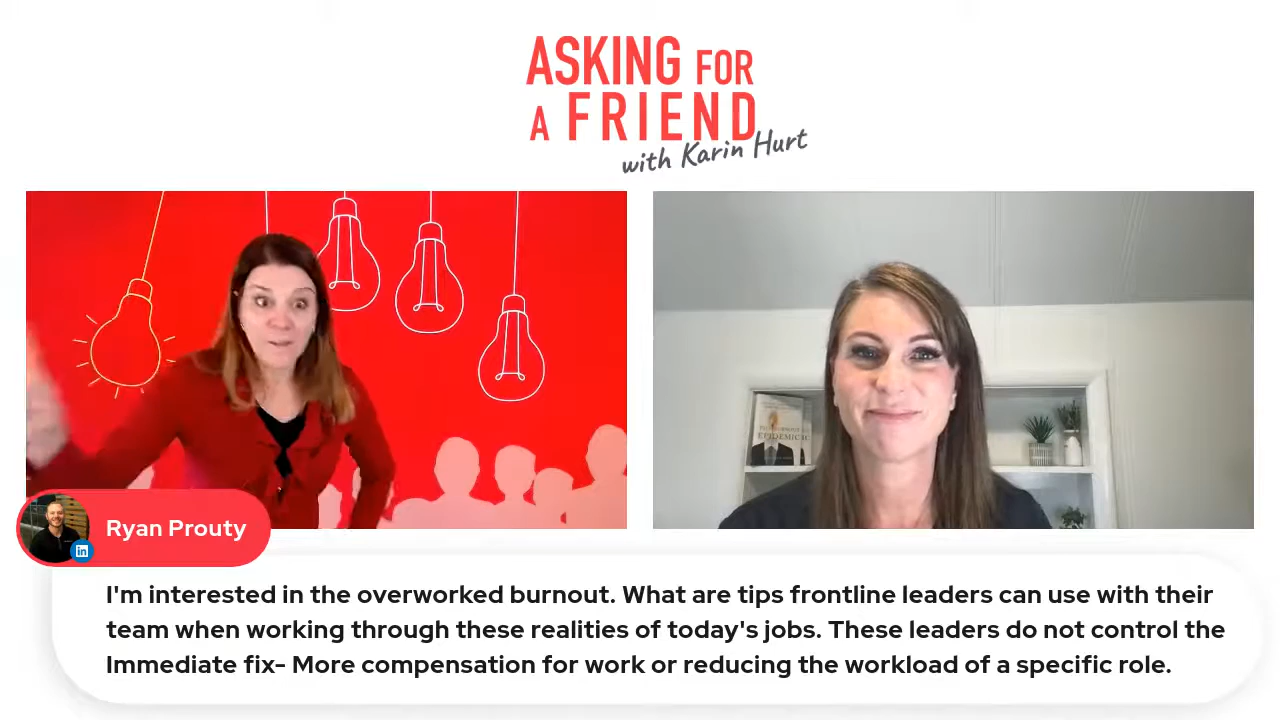 ASKING FOR
A FRIEND
with Karin Hurt
EPIDEMIC
Ryan Prouty
in
I'm interested in the overworked burnout. What are tips frontline leaders can use with their
team when working through these realities of today's jobs. These leaders do not control the
Immediate fix- More compensation for work or reducing the workload of a specific role.